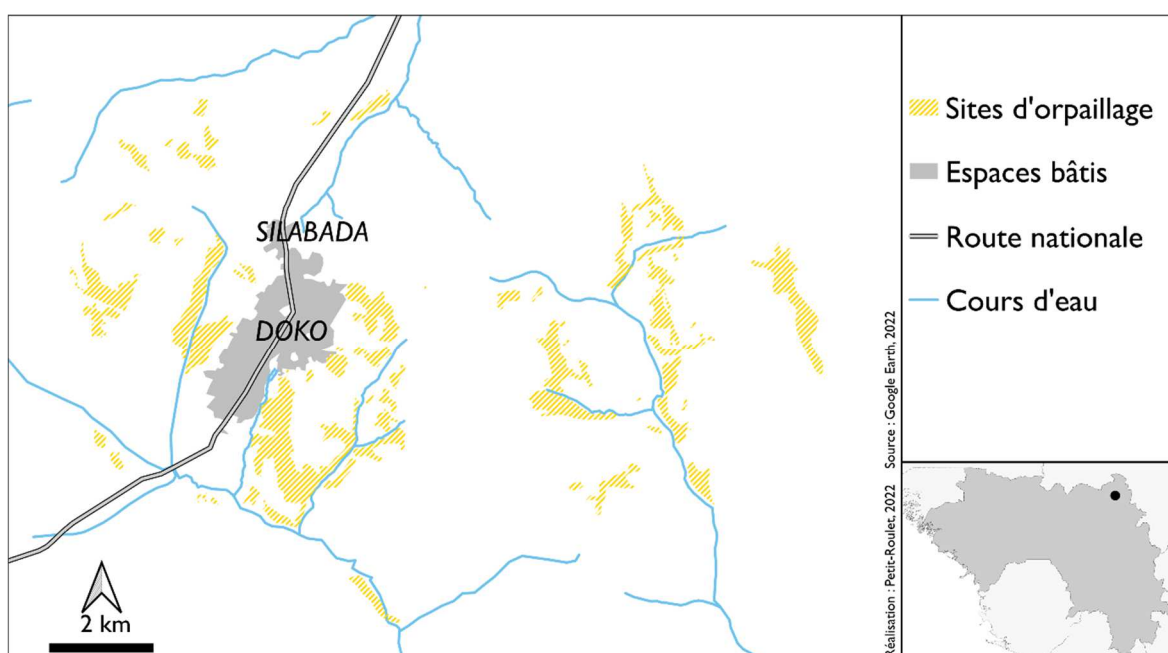 SILABADA
DOKO
2 km
Sites d'orpaillage
Espaces bâtis
Route nationale
Cours d'eau
Source : Google Earth, 2022
Réalisation : Petit-Roulet, 2022